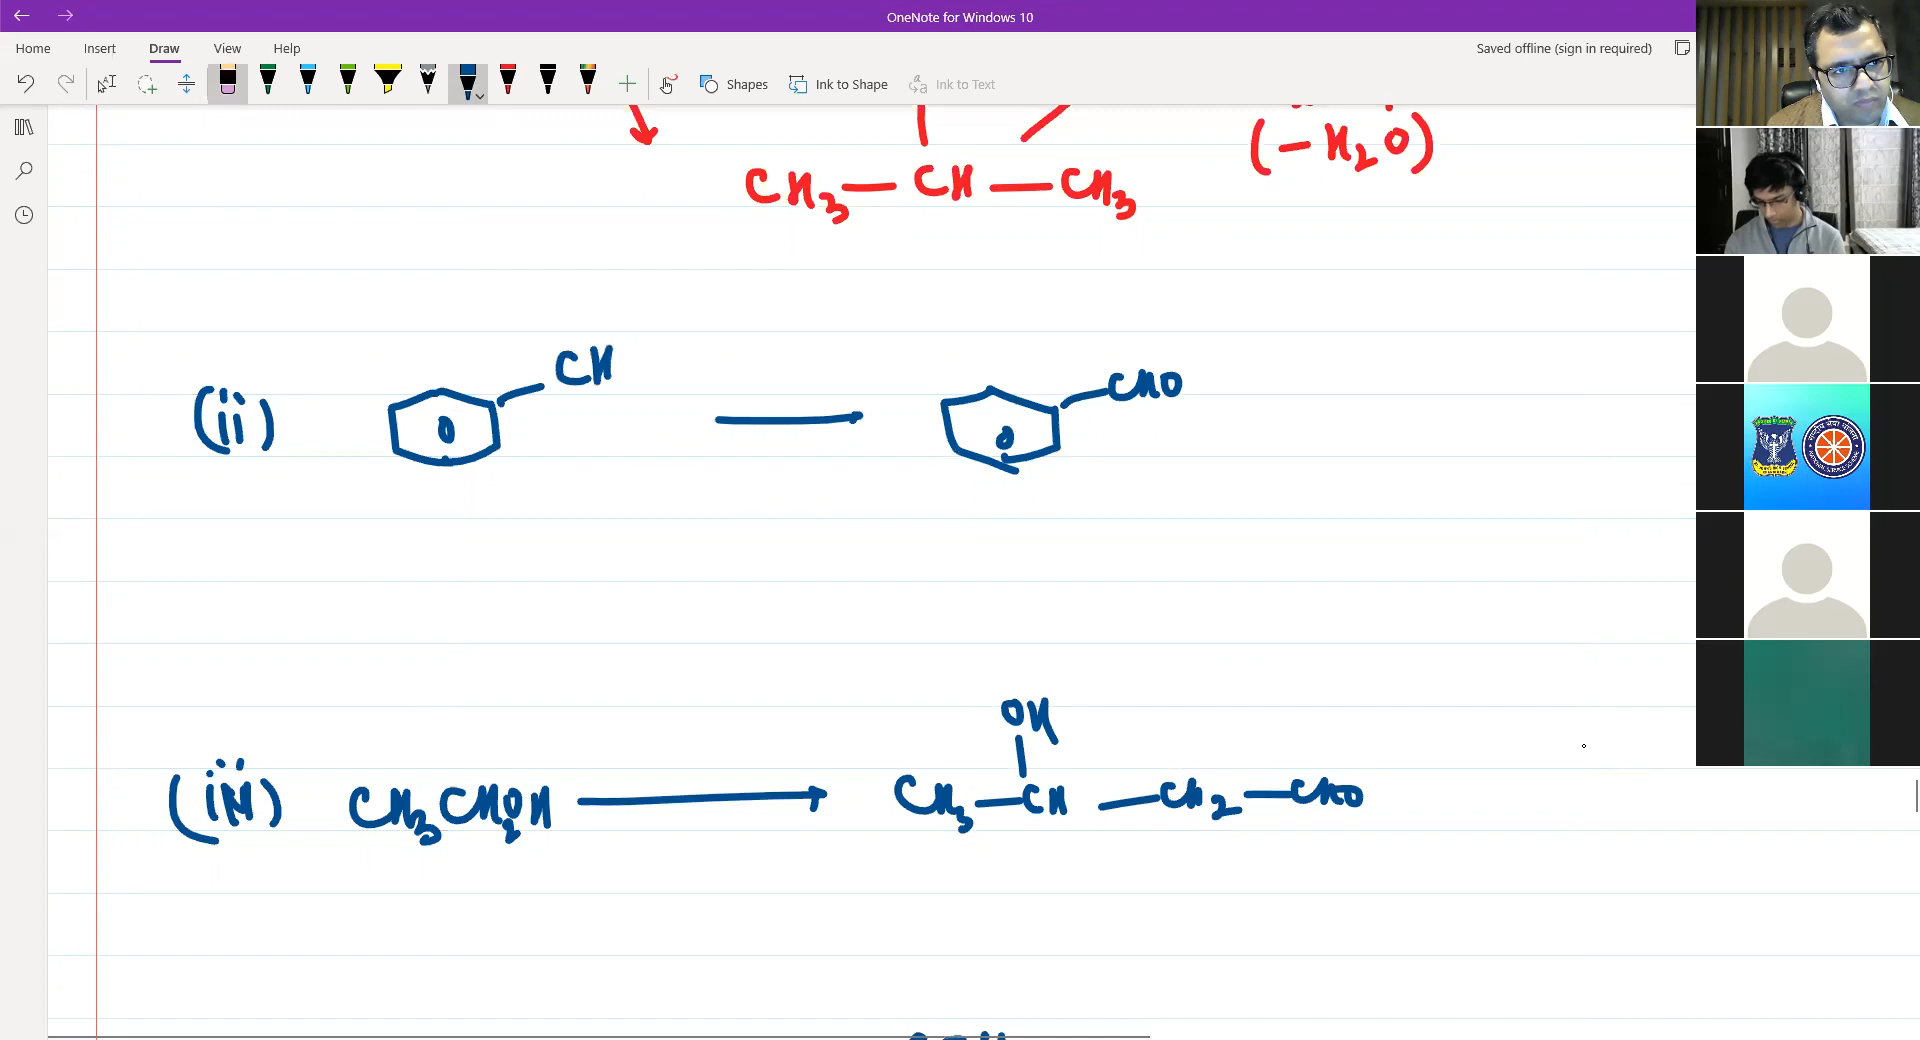 OneNote for Windows 10
Home Insert Draw View Help
Saved offline (sign in required)
Shapes Ink to Shape Ink to Text
(-H2O)
CH3—CH—CH3
(ii) CH → CHO
OH
(iii) CH3CH2OH → CH3—CH—CH2—CHO